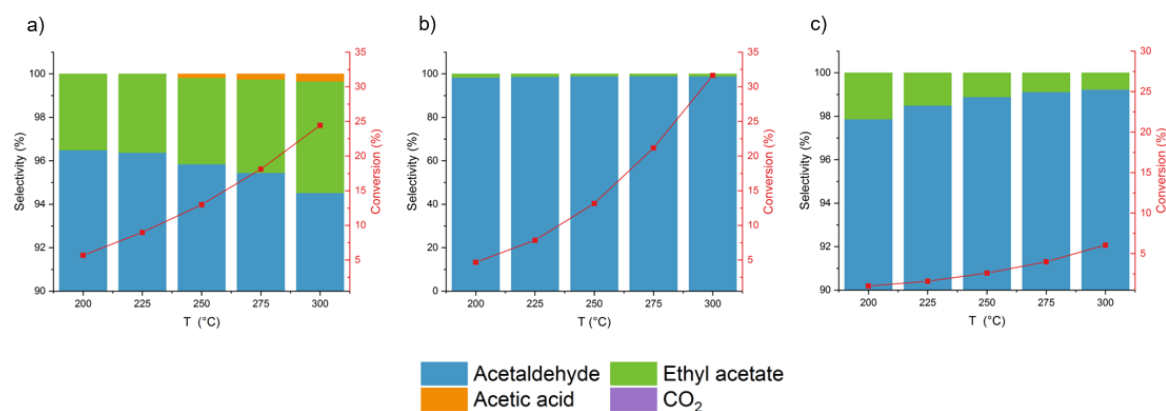 a)
Selectivity (%)
100
98
96
94
92
90
35
30
25
20
15
10
5
Conversion (%)
200 225 250 275 300
T (°C)
b)
Selectivity (%)
100
80
60
40
20
0
35
30
25
20
15
10
5
Conversion (%)
200 225 250 275 300
T (°C)
c)
Selectivity (%)
100
98
96
94
92
90
30
25
20
15
10
5
Conversion (%)
200 225 250 275 300
T (°C)
Acetaldehyde Ethyl acetate
Acetic acid CO₂